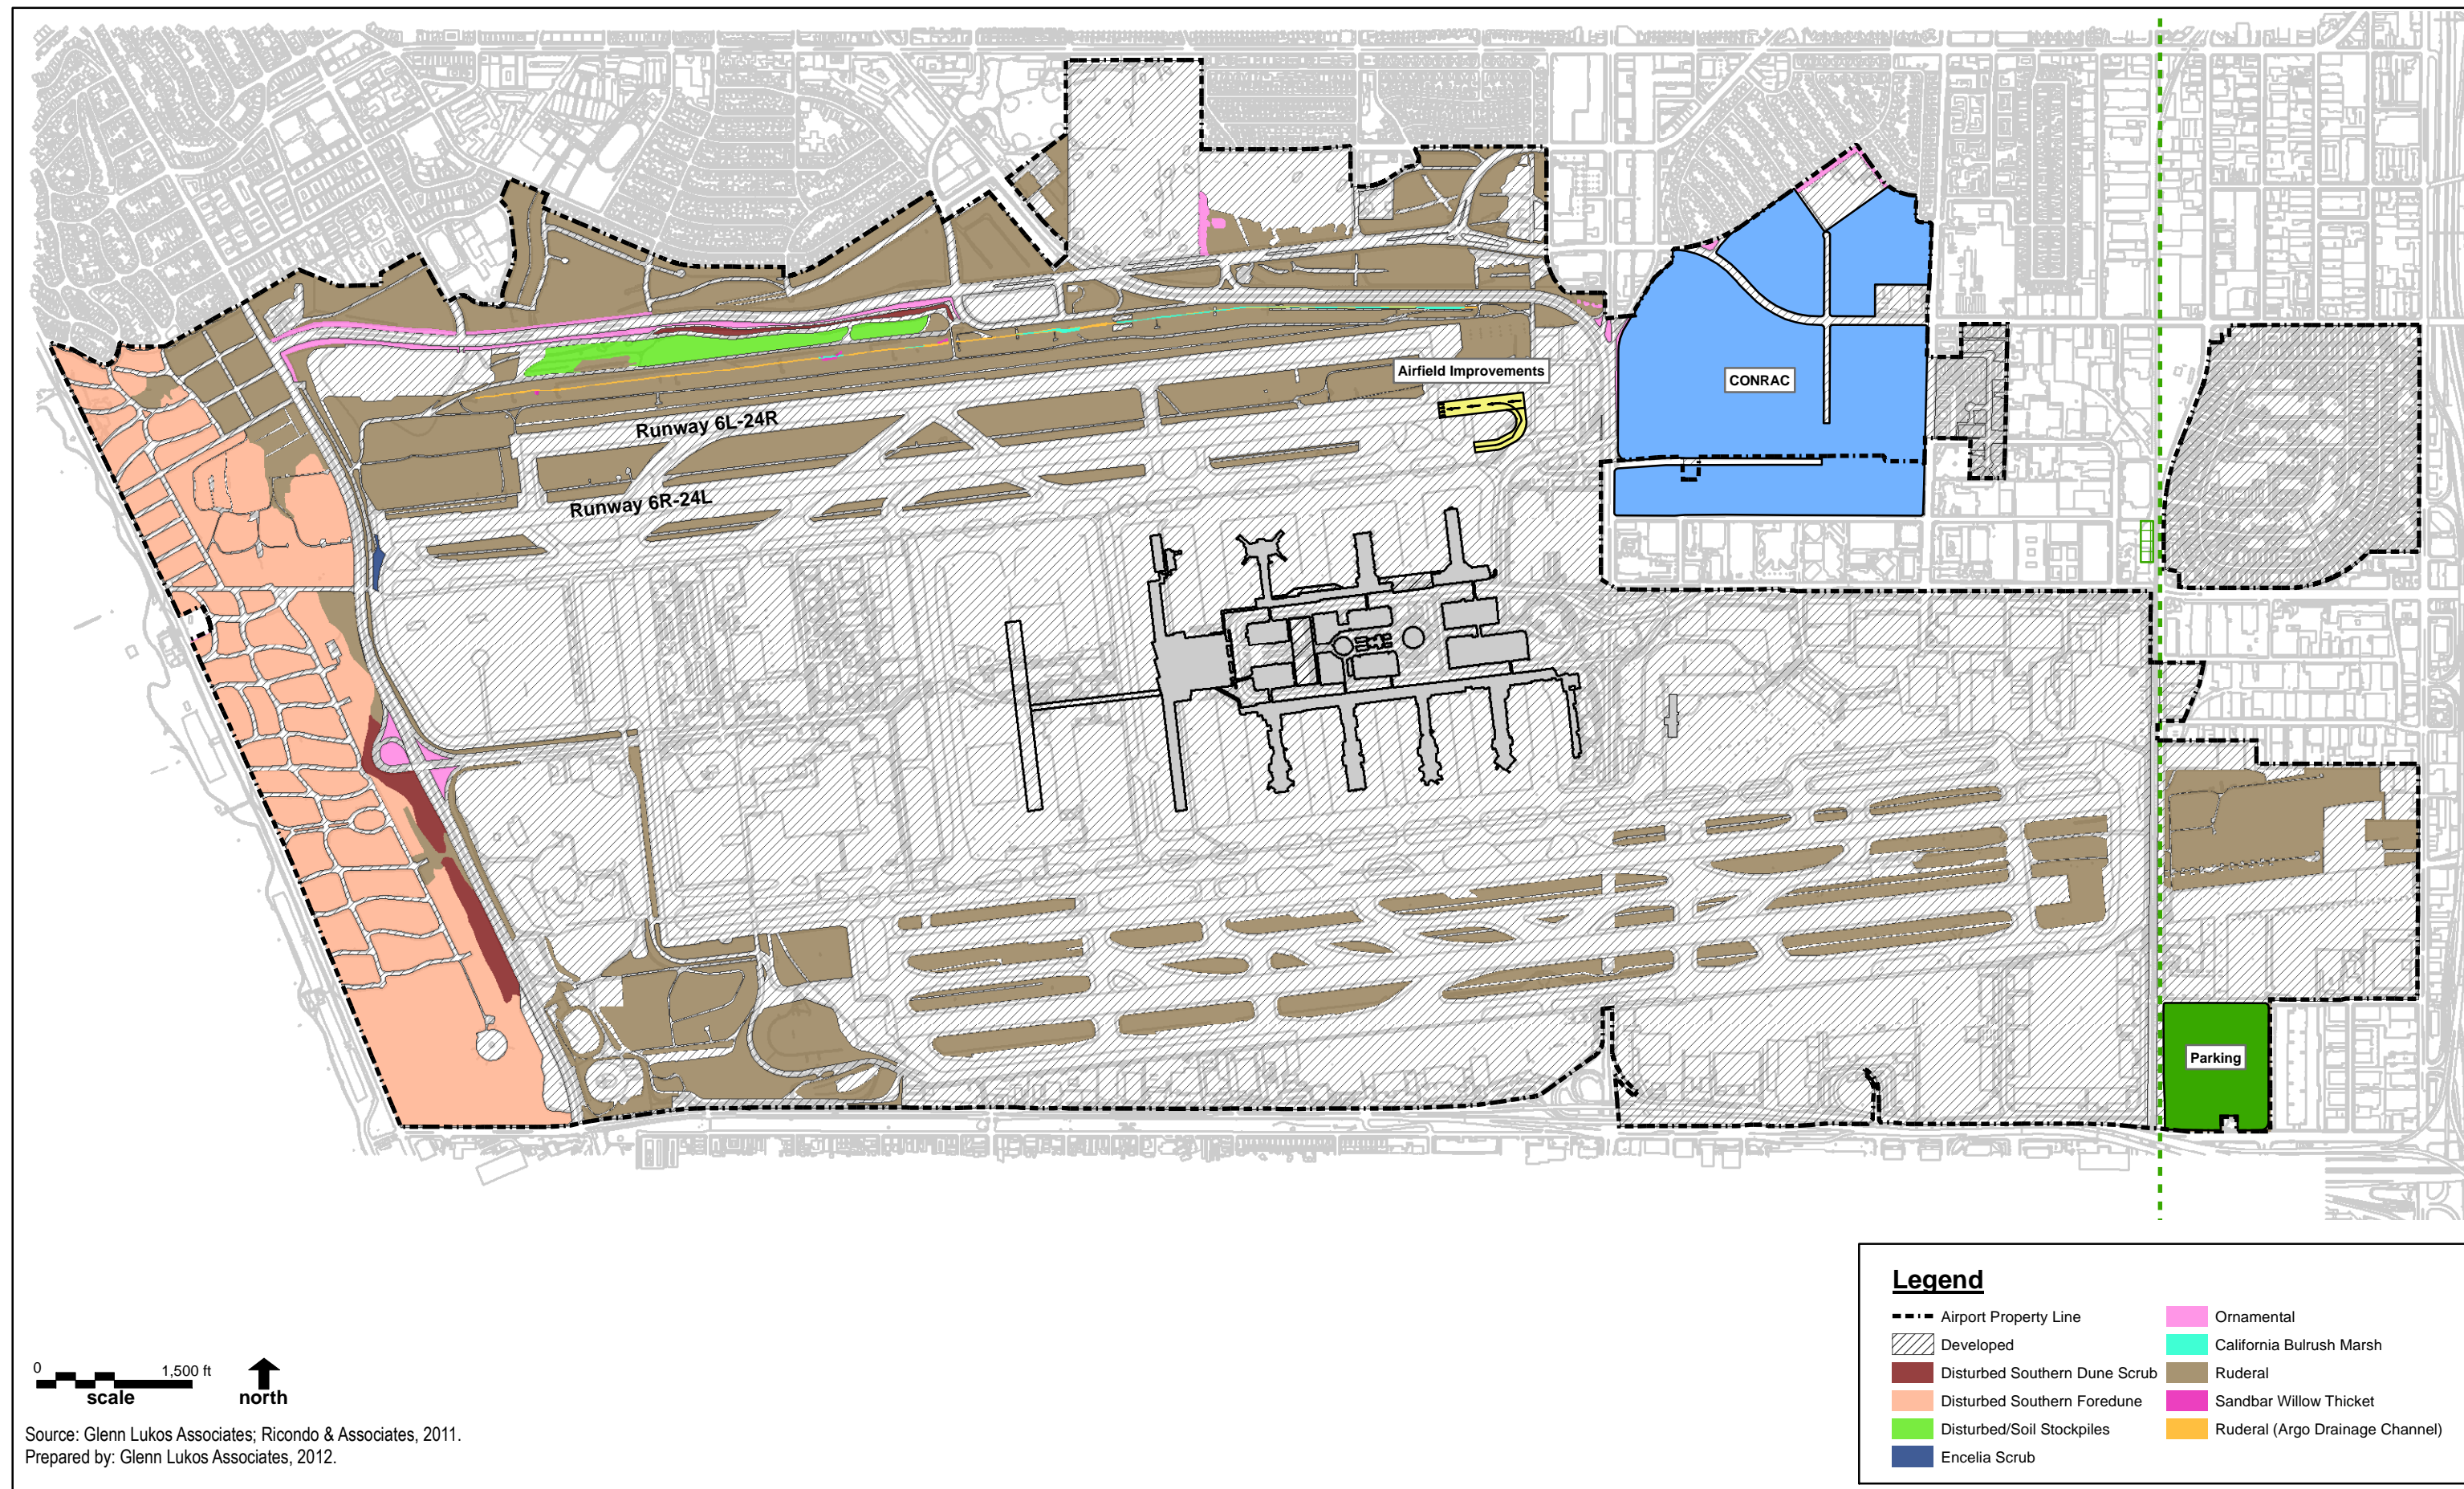 Airfield Improvements
CONRAC
Runway 6L-24R
Runway 6R-24L
Parking
Legend
Airport Property Line
Developed
Disturbed Southern Dune Scrub
Disturbed Southern Foredune
Disturbed/Soil Stockpiles
Encelia Scrub
Ornamental
California Bulrush Marsh
Ruderal
Sandbar Willow Thicket
Ruderal (Argo Drainage Channel)
0 1,500 ft
scale
north
Source: Glenn Lukos Associates; Ricondo & Associates, 2011.
Prepared by: Glenn Lukos Associates, 2012.